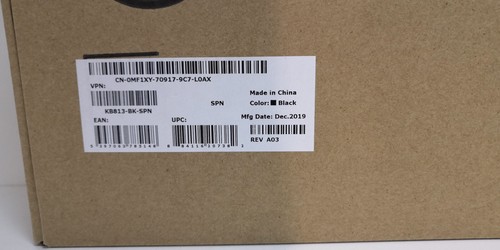 CN-0MF1XY-70917-9C7-L0AX
VPN:
Made in China
SPN
Color: Black
KB813-BK-SPN
Mfg Date: Dec.2019
EAN:
UPC:
REV A03